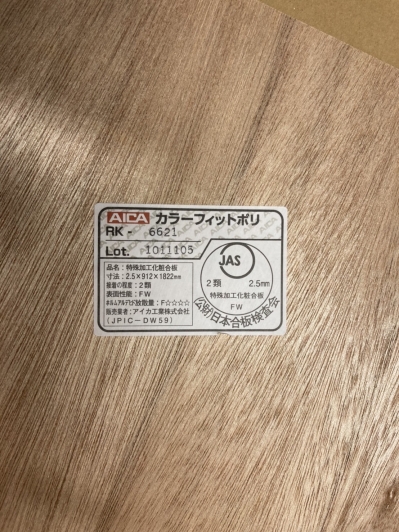 AICA カラーフィットポリ
RK - 6621
Lot. 1011105
品名：特殊加工化粧合板
寸法：2.5×912×1822mm
接着の程度：2類
表面性能：FW
ホルムアルデヒド放散量：F☆☆☆☆
販売業者：アイカ工業株式会社
(JPIC-DW59)
JAS
2類 2.5mm
特殊加工化粧合板
FW
(公財)日本合板検査会